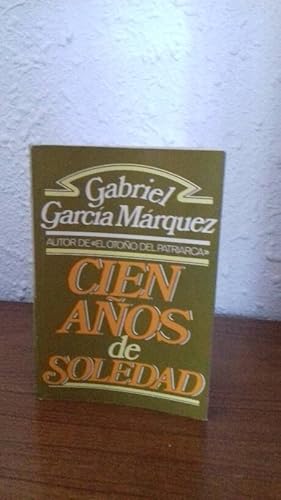 Gabriel
García Márquez
AUTOR DE «EL OTOÑO DEL PATRIARCA»
CIEN
AÑOS
de
SOLEDAD